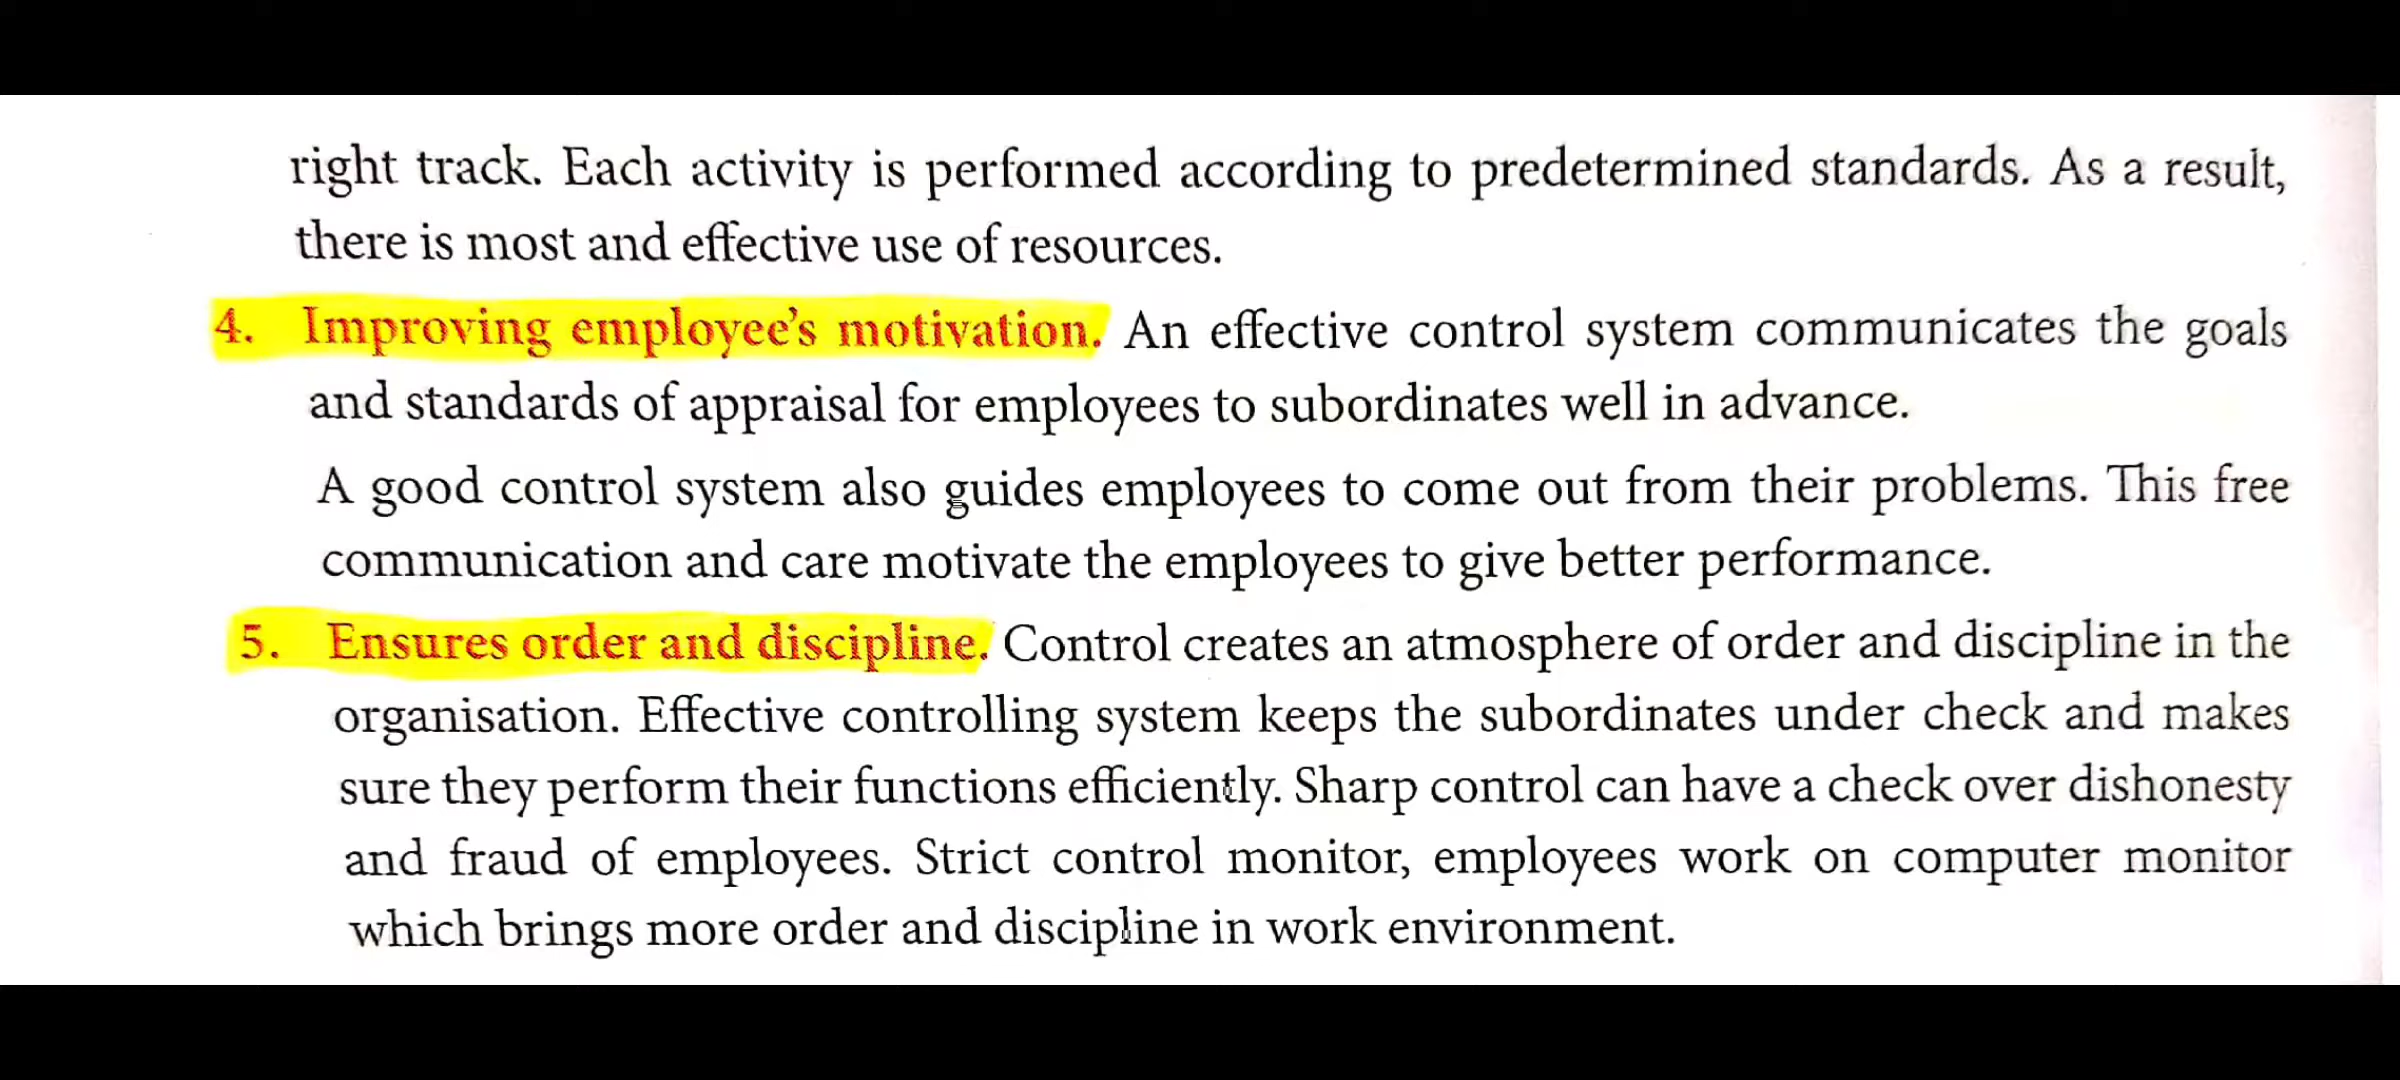 right track. Each activity is performed according to predetermined standards. As a result,
there is most and effective use of resources.
4. Improving employee's motivation. An effective control system communicates the goals
and standards of appraisal for employees to subordinates well in advance.
A good control system also guides employees to come out from their problems. This free
communication and care motivate the employees to give better performance.
5. Ensures order and discipline. Control creates an atmosphere of order and discipline in the
organisation. Effective controlling system keeps the subordinates under check and makes
sure they perform their functions efficiently. Sharp control can have a check over dishonesty
and fraud of employees. Strict control monitor, employees work on computer monitor
which brings more order and discipline in work environment.